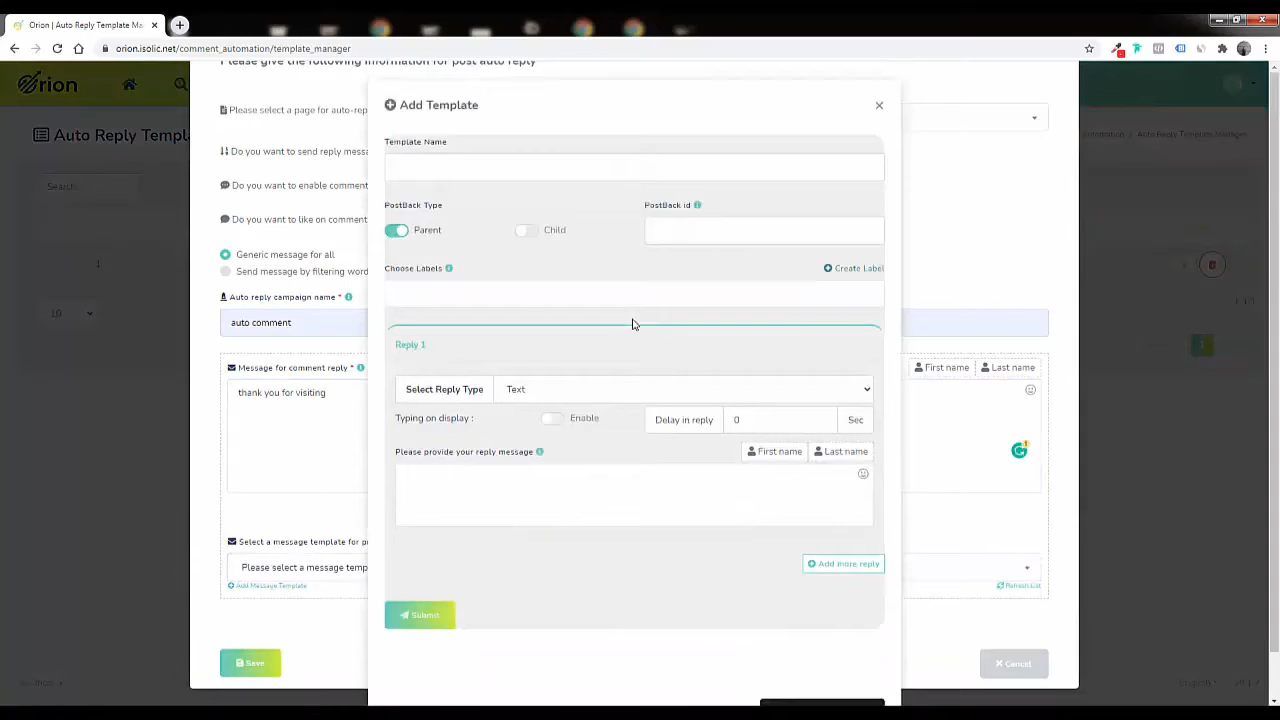 Orion | Auto Reply Template Ma
orion.isolic.net/comment_automation/template_manager
Please give the following information for post auto reply
Orion
Add Template
Please select a page for auto-rep
Auto Reply Templ
Auto Reply Template Manager
Template Name
Do you want to send reply messa
Search
Do you want to enable comment
PostBack Type
PostBack id
Do you want to like on comment
Parent
Child
Generic message for all
1
Send message by filtering word
Choose Labels
Create Label
Auto reply campaign name *
10
auto comment
Reply 1
1
Message for comment reply *
First name
Last name
thank you for visiting
Select Reply Type
Text
Typing on display :
Enable
Delay in reply
0
Sec
Please provide your reply message
First name
Last name
Select a message template for p
Please select a message temp
Add more reply
Add Message Template
Refresh List
Submit
Save
Cancel